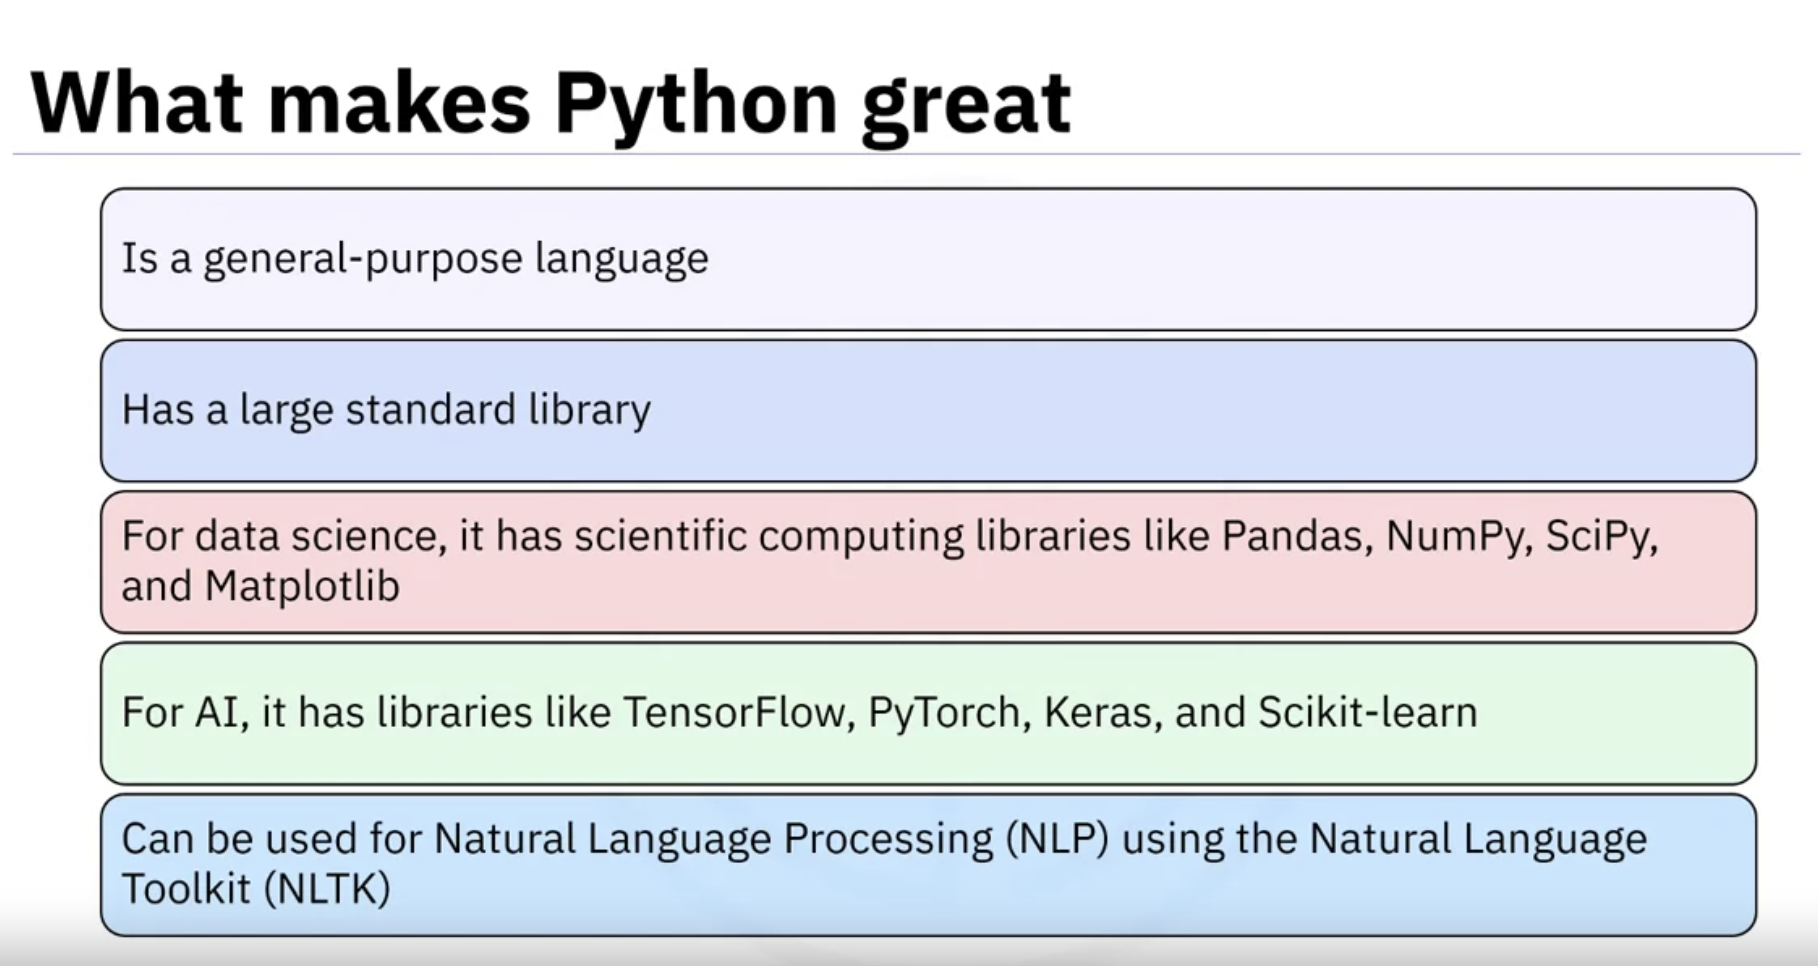 What makes Python great
Is a general-purpose language
Has a large standard library
For data science, it has scientific computing libraries like Pandas, NumPy, SciPy,
and Matplotlib
For AI, it has libraries like TensorFlow, PyTorch, Keras, and Scikit-learn
Can be used for Natural Language Processing (NLP) using the Natural Language
Toolkit (NLTK)